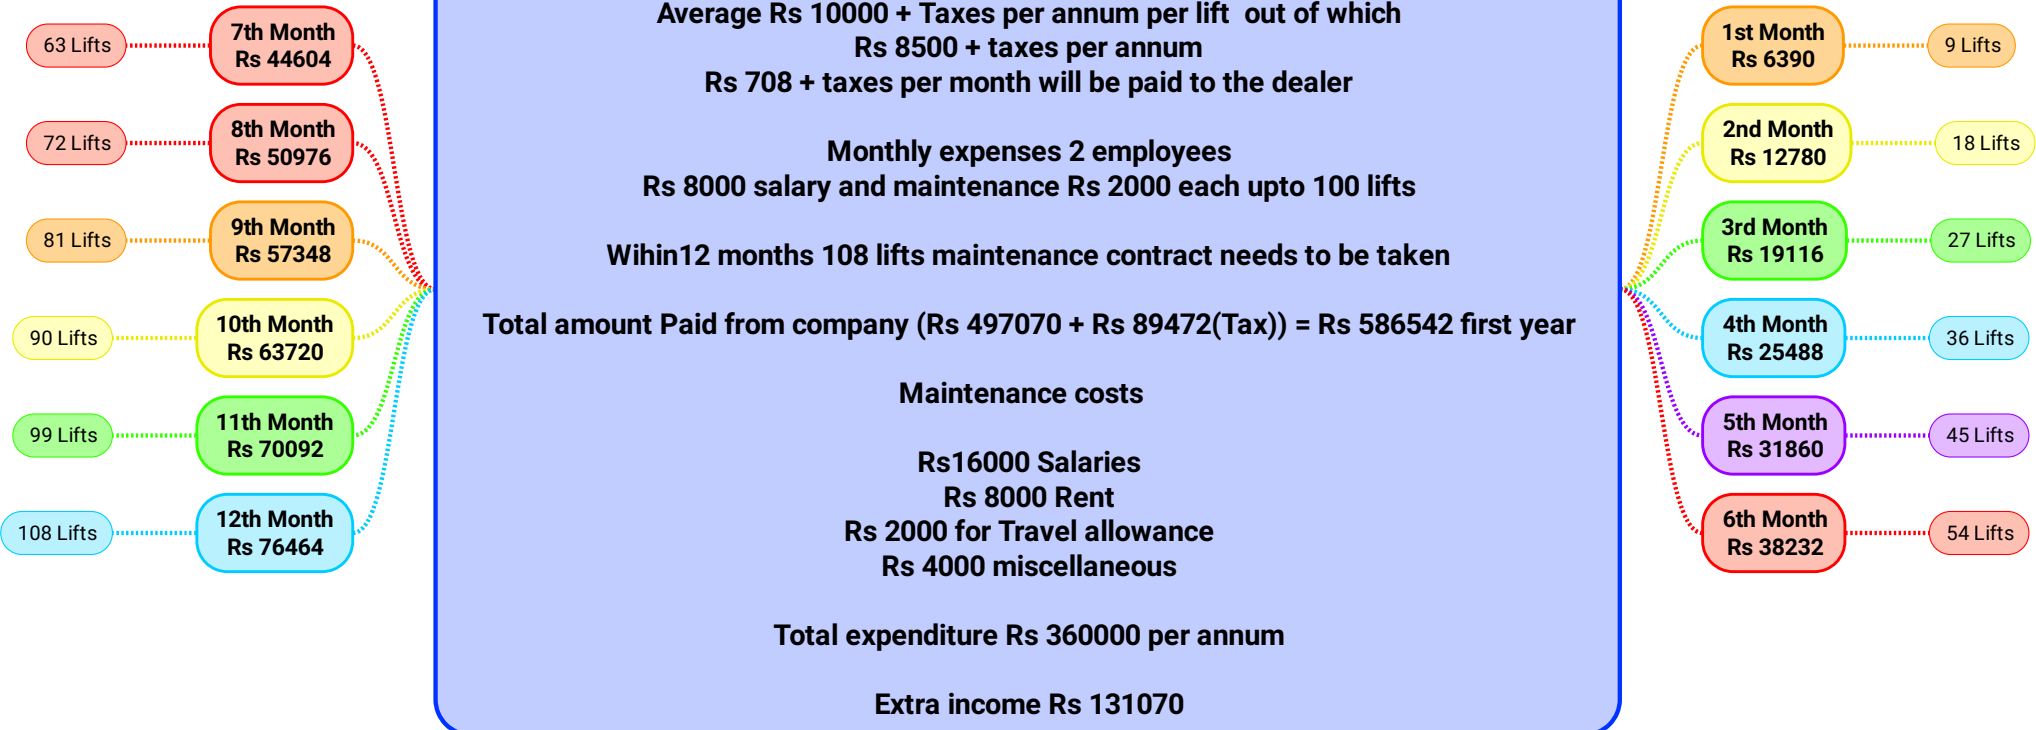 63 Lifts
7th Month
Rs 44604
72 Lifts
8th Month
Rs 50976
81 Lifts
9th Month
Rs 57348
90 Lifts
10th Month
Rs 63720
99 Lifts
11th Month
Rs 70092
108 Lifts
12th Month
Rs 76464
Average Rs 10000 + Taxes per annum per lift out of which
Rs 8500 + taxes per annum
Rs 708 + taxes per month will be paid to the dealer
Monthly expenses 2 employees
Rs 8000 salary and maintenance Rs 2000 each upto 100 lifts
Wihin12 months 108 lifts maintenance contract needs to be taken
Total amount Paid from company (Rs 497070 + Rs 89472(Tax)) = Rs 586542 first year
Maintenance costs
Rs16000 Salaries
Rs 8000 Rent
Rs 2000 for Travel allowance
Rs 4000 miscellaneous
Total expenditure Rs 360000 per annum
Extra income Rs 131070
1st Month
Rs 6390
9 Lifts
2nd Month
Rs 12780
18 Lifts
3rd Month
Rs 19116
27 Lifts
4th Month
Rs 25488
36 Lifts
5th Month
Rs 31860
45 Lifts
6th Month
Rs 38232
54 Lifts